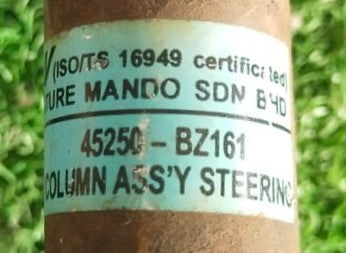 (ISO/TS 16949 certificated)
TURE MANDO SDN BHD
45250 - BZ161
COLUMN ASS'Y STEERING